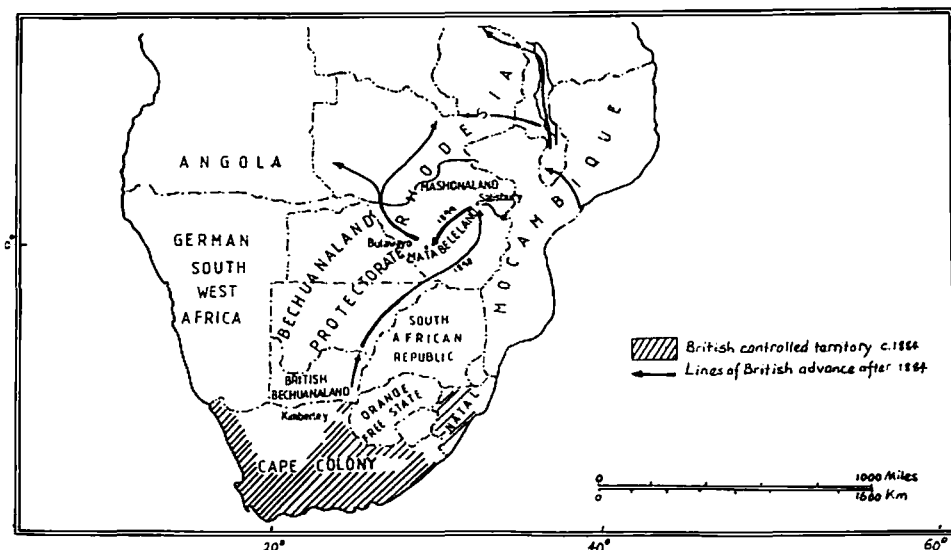 ANGOLA
GERMAN
SOUTH
WEST
AFRICA
BECHUANALAND
PROTECTORATE
RHODESIA
MASHONALAND
Salisbury
Bulawayo
MATABELELAND
MOCAMBIQUE
SOUTH
AFRICAN
REPUBLIC
BRITISH
BECHUANALAND
Kimberley
ORANGE
FREE STATE
NATAL
CAPE COLONY
British controlled territory c.1884
Lines of British advance after 1884
0 1000 Miles
0 1600 Km
20° 40° 60°